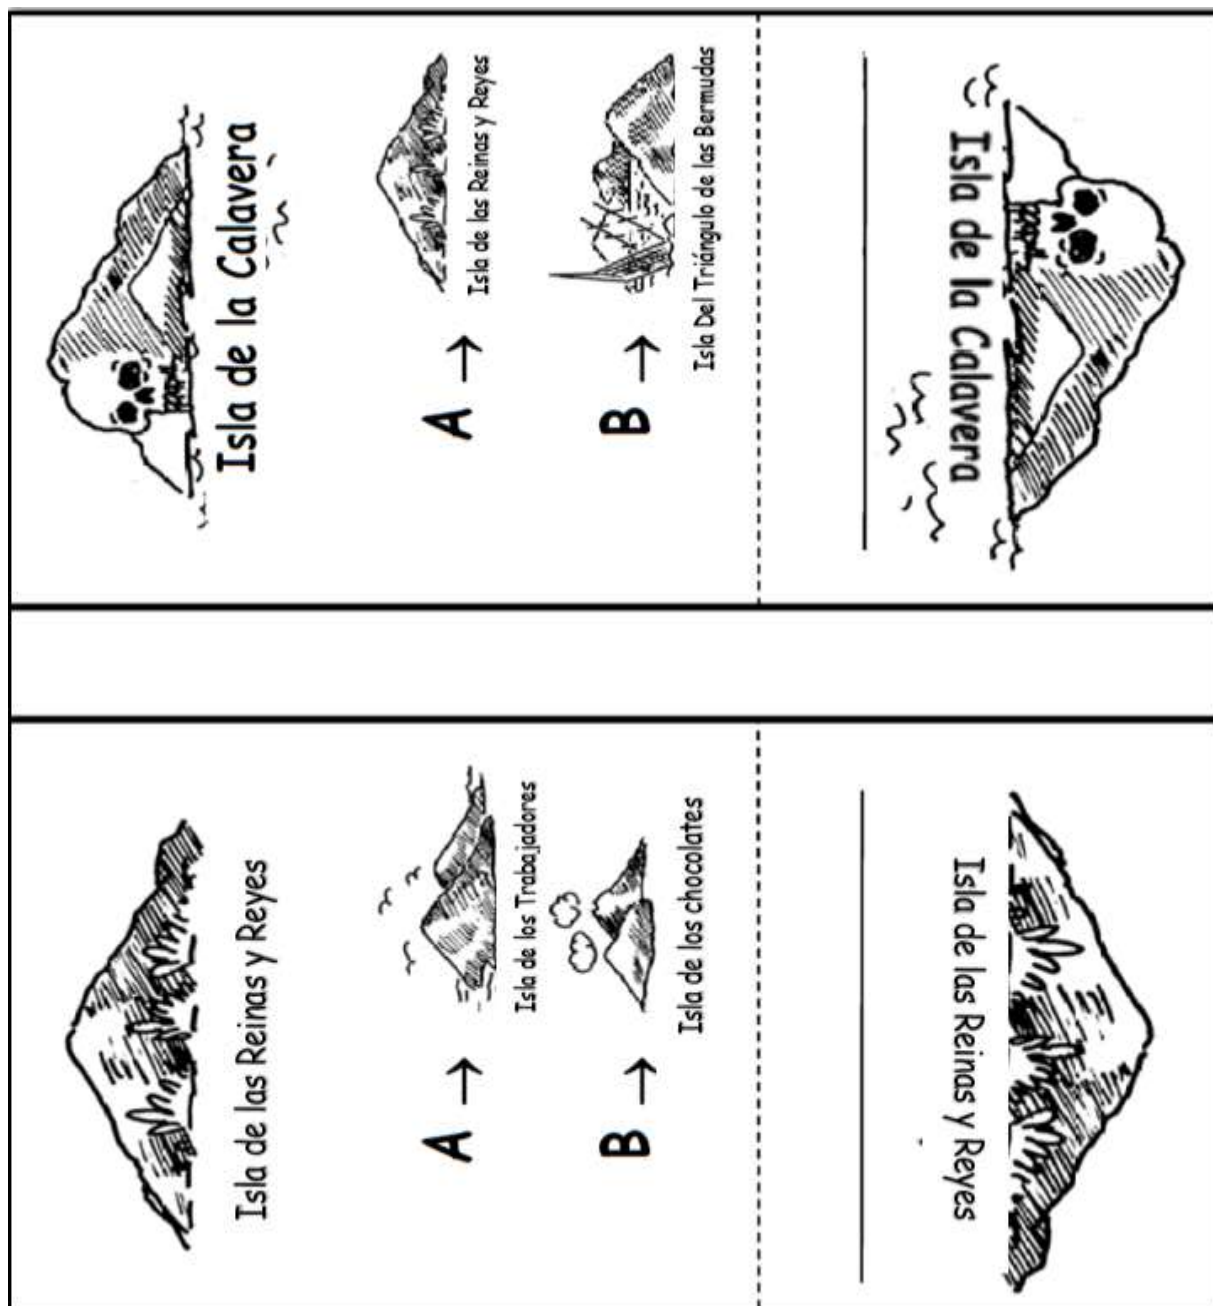 Isla de la Calavera
A → Isla de las Reinas y Reyes
B → Isla Del Triángulo de las Bermudas
Isla de la Calavera
Isla de las Reinas y Reyes
A → Isla de los Trabajadores
B → Isla de los chocolates
Isla de las Reinas y Reyes